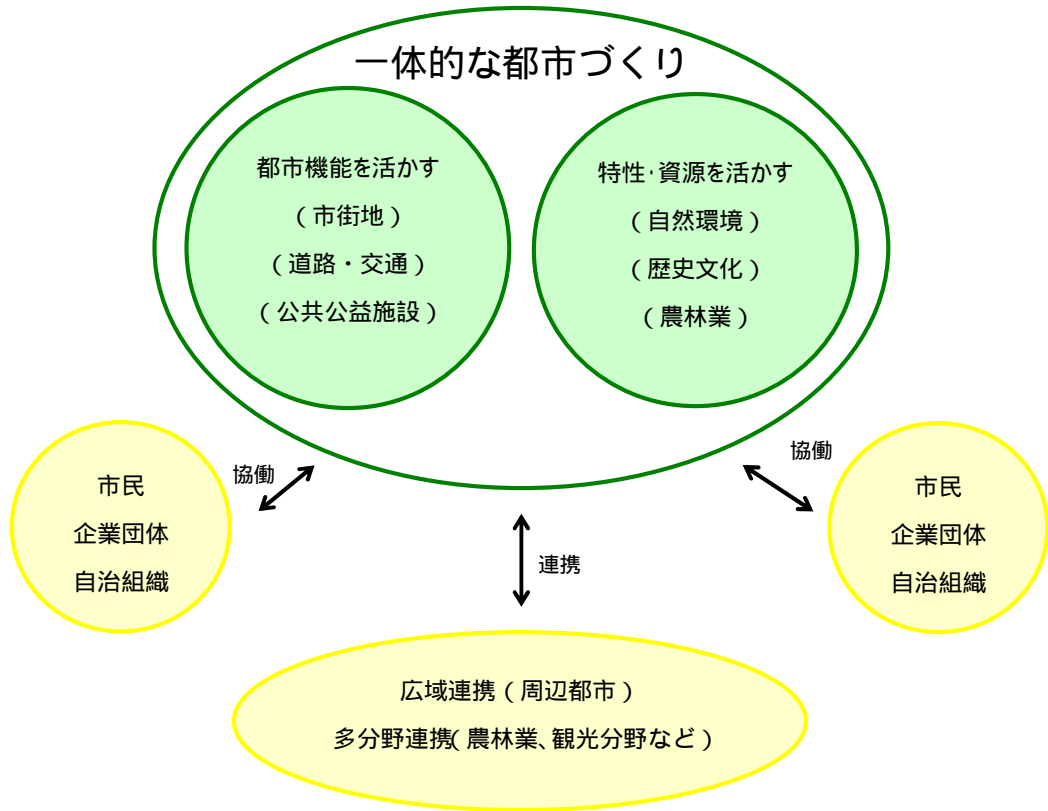 一体的な都市づくり
都市機能を活かす
（市街地）
（道路・交通）
（公共公益施設）
特性・資源を活かす
（自然環境）
（歴史文化）
（農林業）
協働
協働
市民
企業団体
自治組織
連携
市民
企業団体
自治組織
広域連携（周辺都市）
多分野連携（農林業、観光分野など）